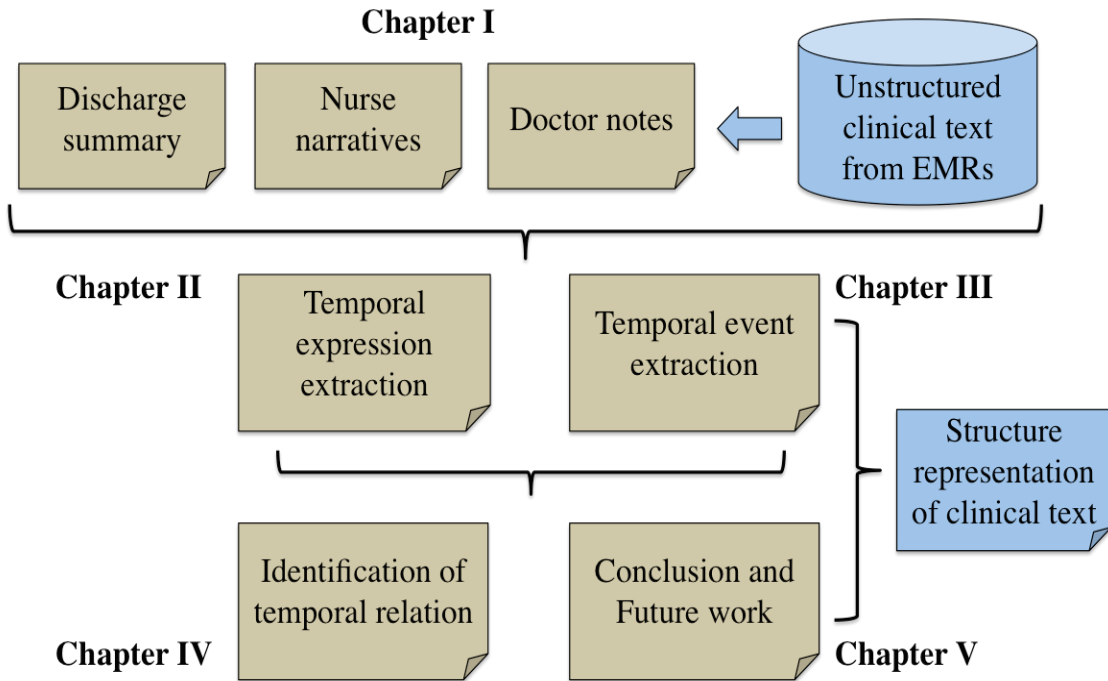 Chapter I
Discharge
summary
Nurse
narratives
Doctor notes
Unstructured
clinical text
from EMRs
Chapter II
Temporal
expression
extraction
Temporal event
extraction
Chapter III
Structure
representation
of clinical text
Identification of
temporal relation
Conclusion and
Future work
Chapter IV
Chapter V